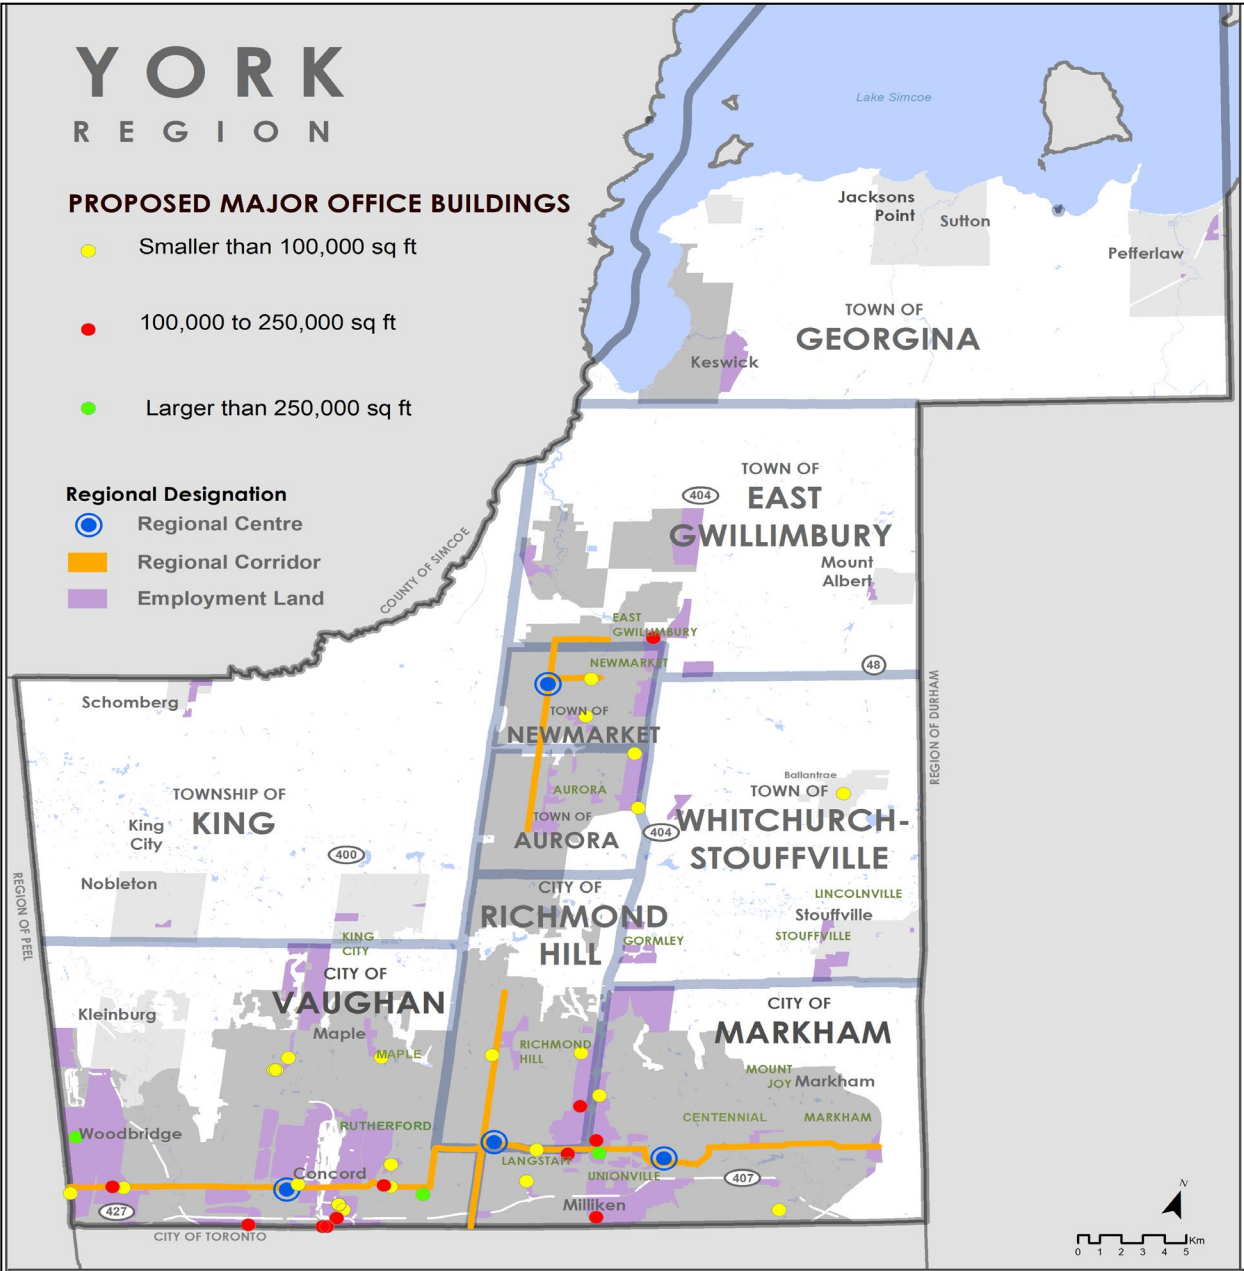 YORK
REGION
PROPOSED MAJOR OFFICE BUILDINGS
Smaller than 100,000 sq ft
100,000 to 250,000 sq ft
Larger than 250,000 sq ft
Regional Designation
Regional Centre
Regional Corridor
Employment Land
Lake Simcoe
Jacksons
Point
Sutton
Pefferlaw
TOWN OF
GEORGINA
Keswick
TOWN OF
EAST
GWILLIMBURY
404
Mount
Albert
COUNTY OF SIMCOE
EAST
GWILLIMBURY
NEWMARKET
48
TOWN OF
NEWMARKET
Schomberg
REGION OF DURHAM
Ballantrae
TOWN OF
WHITCHURCH-
STOUFFVILLE
404
AURORA
TOWN OF
AURORA
TOWNSHIP OF
KING
King
City
400
Nobleton
REGION OF PEEL
CITY OF
RICHMOND
HILL
LINCOLNVILLE
Stouffville
STOUFFVILLE
GORMLEY
KING
CITY
CITY OF
VAUGHAN
Kleinburg
Maple
MAPLE
CITY OF
MARKHAM
RICHMOND
HILL
MOUNT
JOY
Markham
CENTENNIAL
MARKHAM
RUTHERFORD
Woodbridge
Concord
LANGSTAFF
UNIONVILLE
407
Milliken
427
CITY OF TORONTO
N
Km
0 1 2 3 4 5